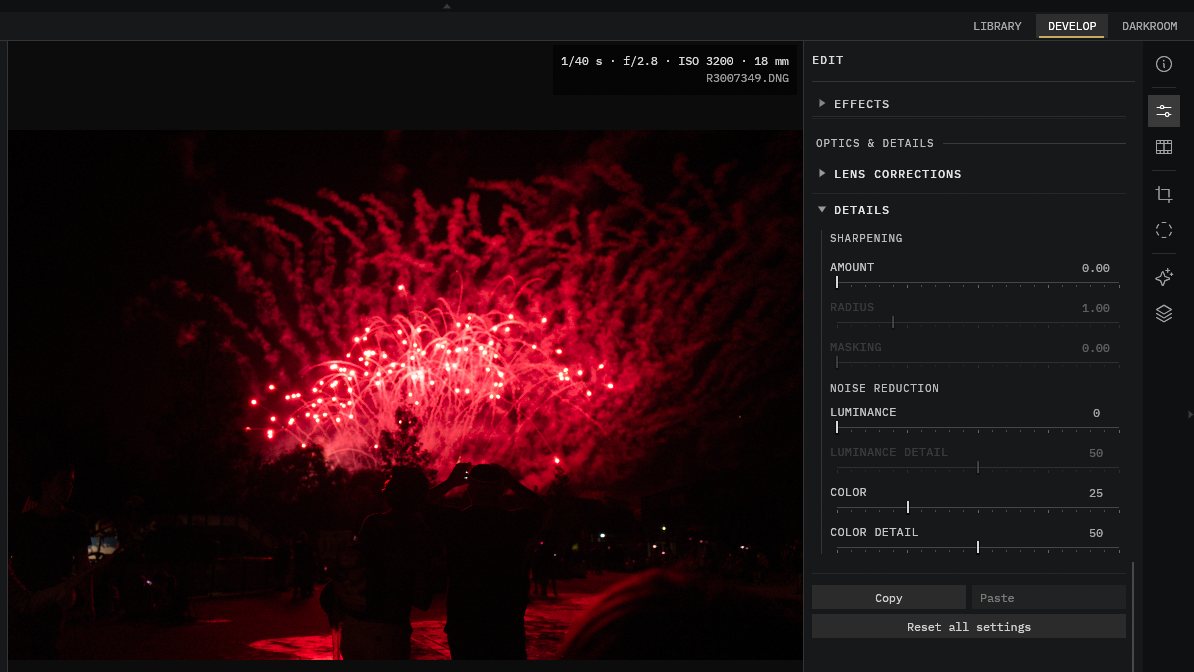 LIBRARY DEVELOP DARKROOM
1/40 s · f/2.8 · ISO 3200 · 18 mm
R3007349.DNG
EDIT
EFFECTS
OPTICS & DETAILS
LENS CORRECTIONS
DETAILS
SHARPENING
AMOUNT 0.00
RADIUS 1.00
MASKING 0.00
NOISE REDUCTION
LUMINANCE 0
LUMINANCE DETAIL 50
COLOR 25
COLOR DETAIL 50
Copy Paste
Reset all settings